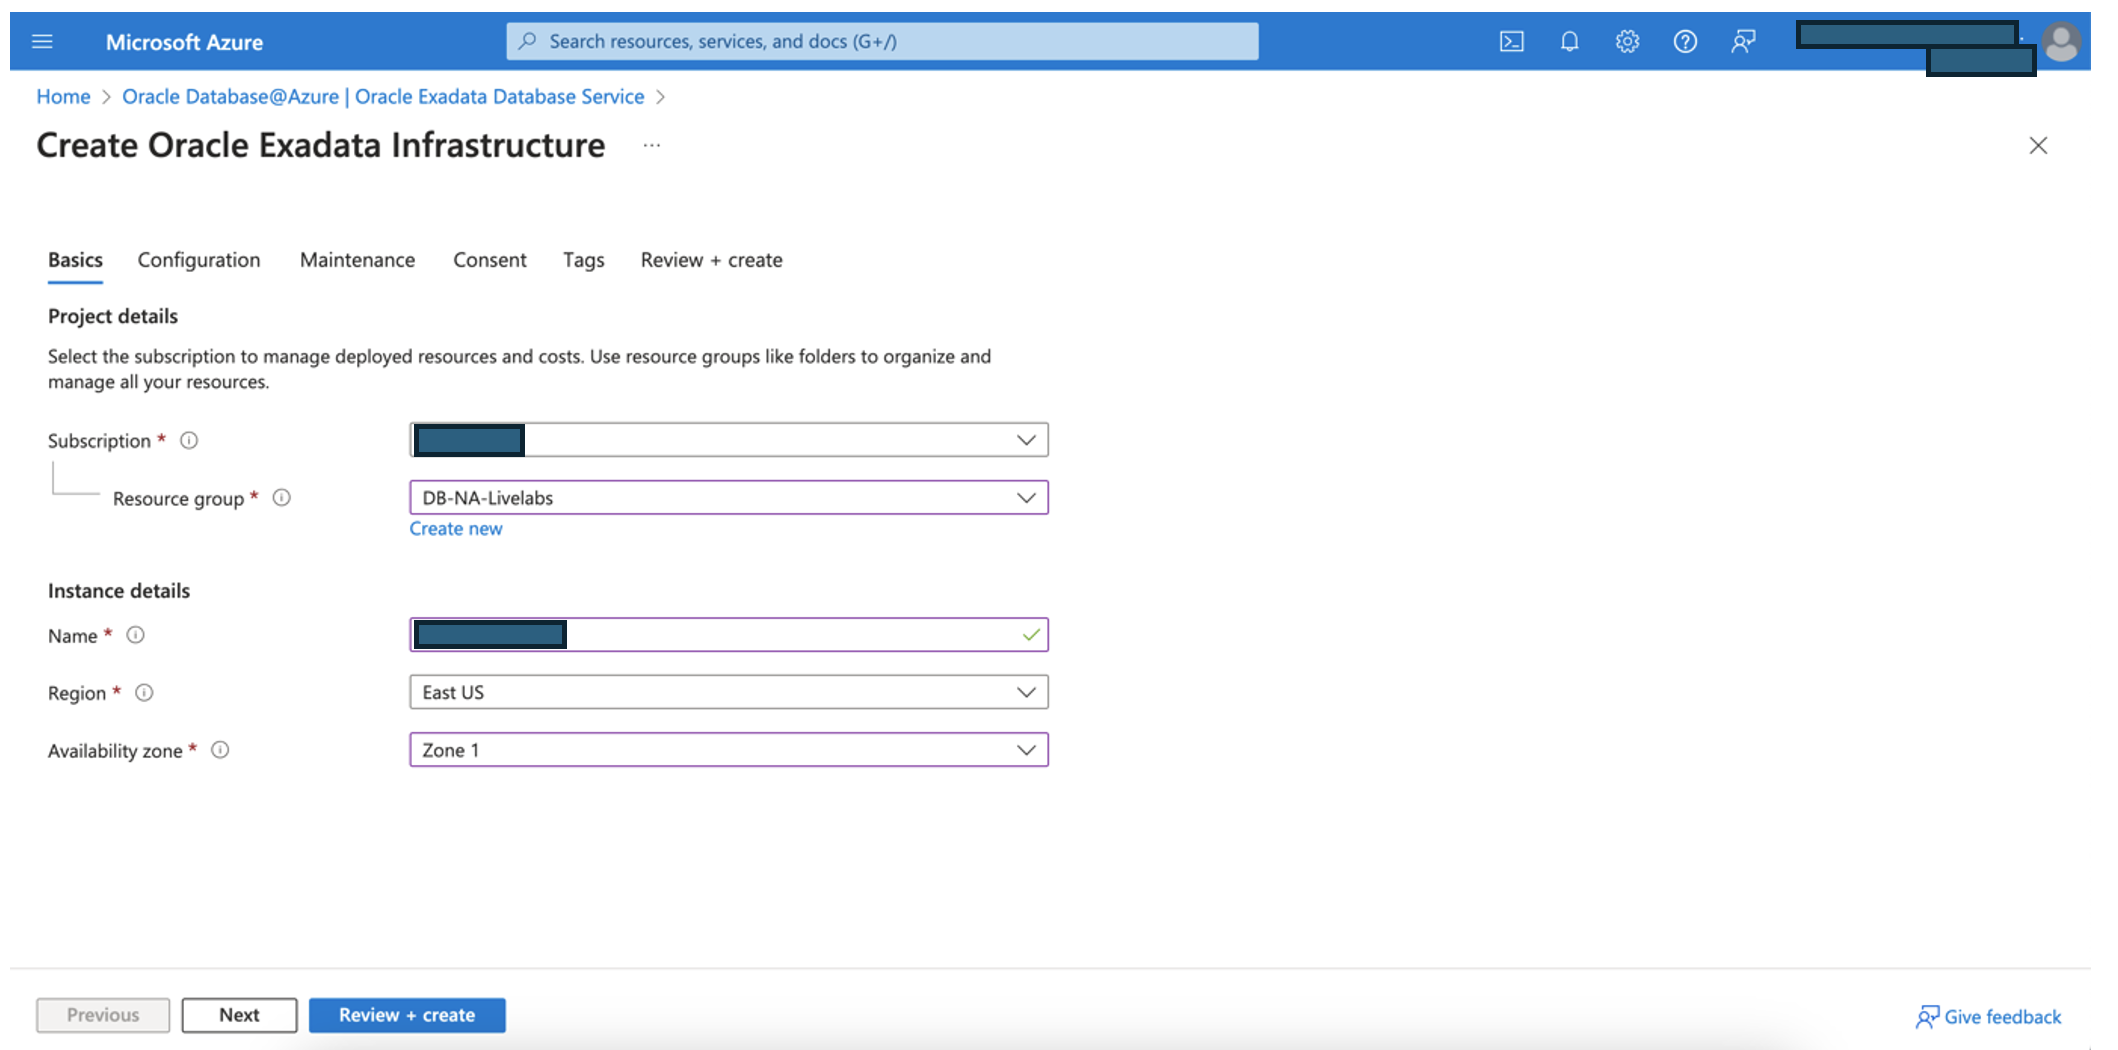 Microsoft Azure
Search resources, services, and docs (G+/)
Home > Oracle Database@Azure | Oracle Exadata Database Service >
Create Oracle Exadata Infrastructure ...
Basics Configuration Maintenance Consent Tags Review + create
Project details
Select the subscription to manage deployed resources and costs. Use resource groups like folders to organize and
manage all your resources.
Subscription *
Resource group * DB-NA-Livelabs
Create new
Instance details
Name *
Region * East US
Availability zone * Zone 1
Previous Next Review + create Give feedback